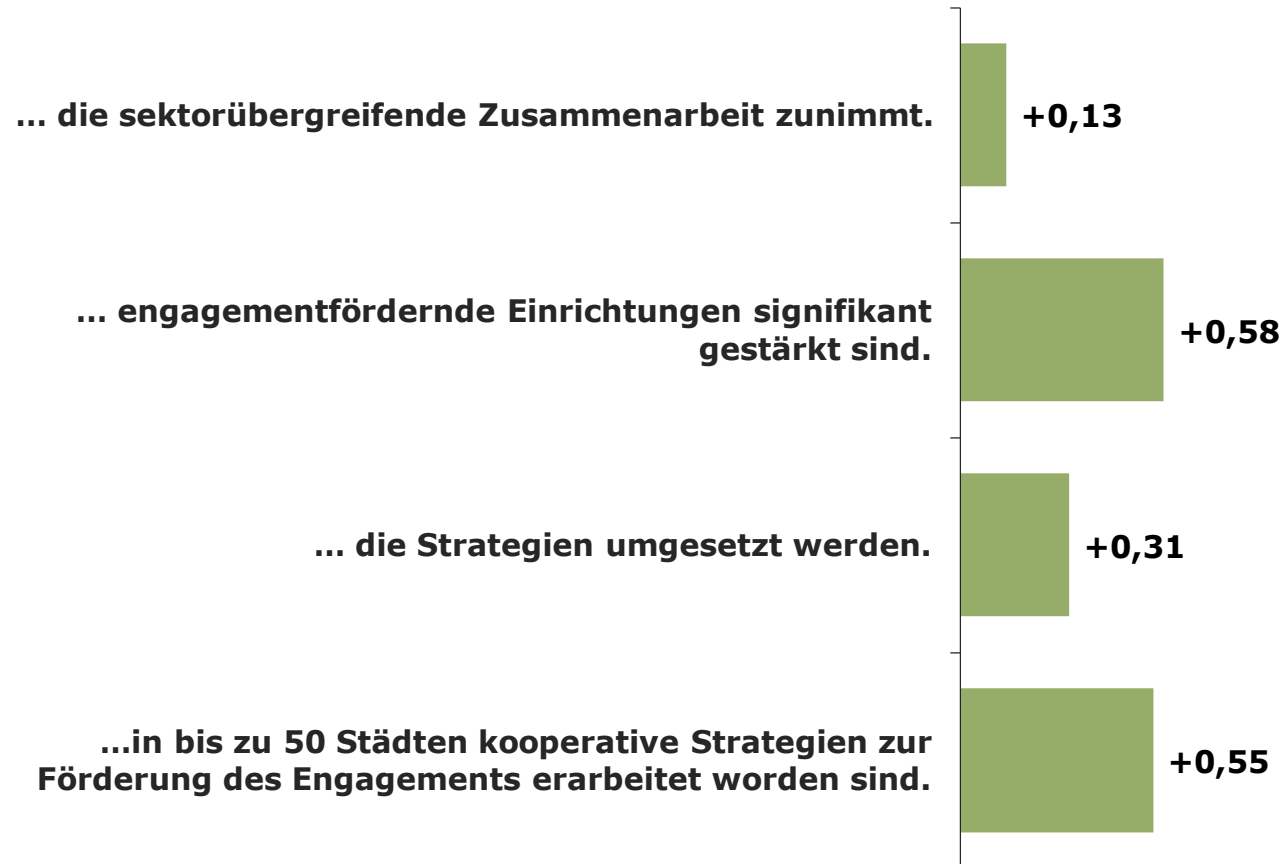 ... die sektorübergreifende Zusammenarbeit zunimmt.
+0,13
... engagementfördernde Einrichtungen signifikant
gestärkt sind.
+0,58
... die Strategien umgesetzt werden.
+0,31
...in bis zu 50 Städten kooperative Strategien zur
Förderung des Engagements erarbeitet worden sind.
+0,55